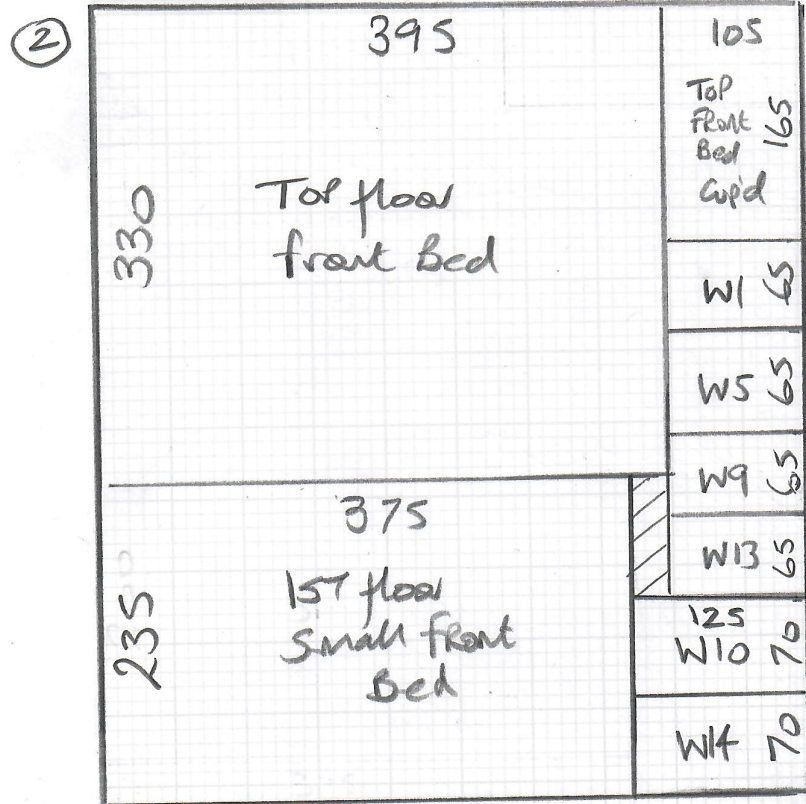 2
395
330
Top floor
front Bed
105
Top
Front
Bed
Cup'd
165
W1 65
W5 65
W9 65
W13 65
375
235
1ST floor
Small front
Bed
125
W10 70
W14 70